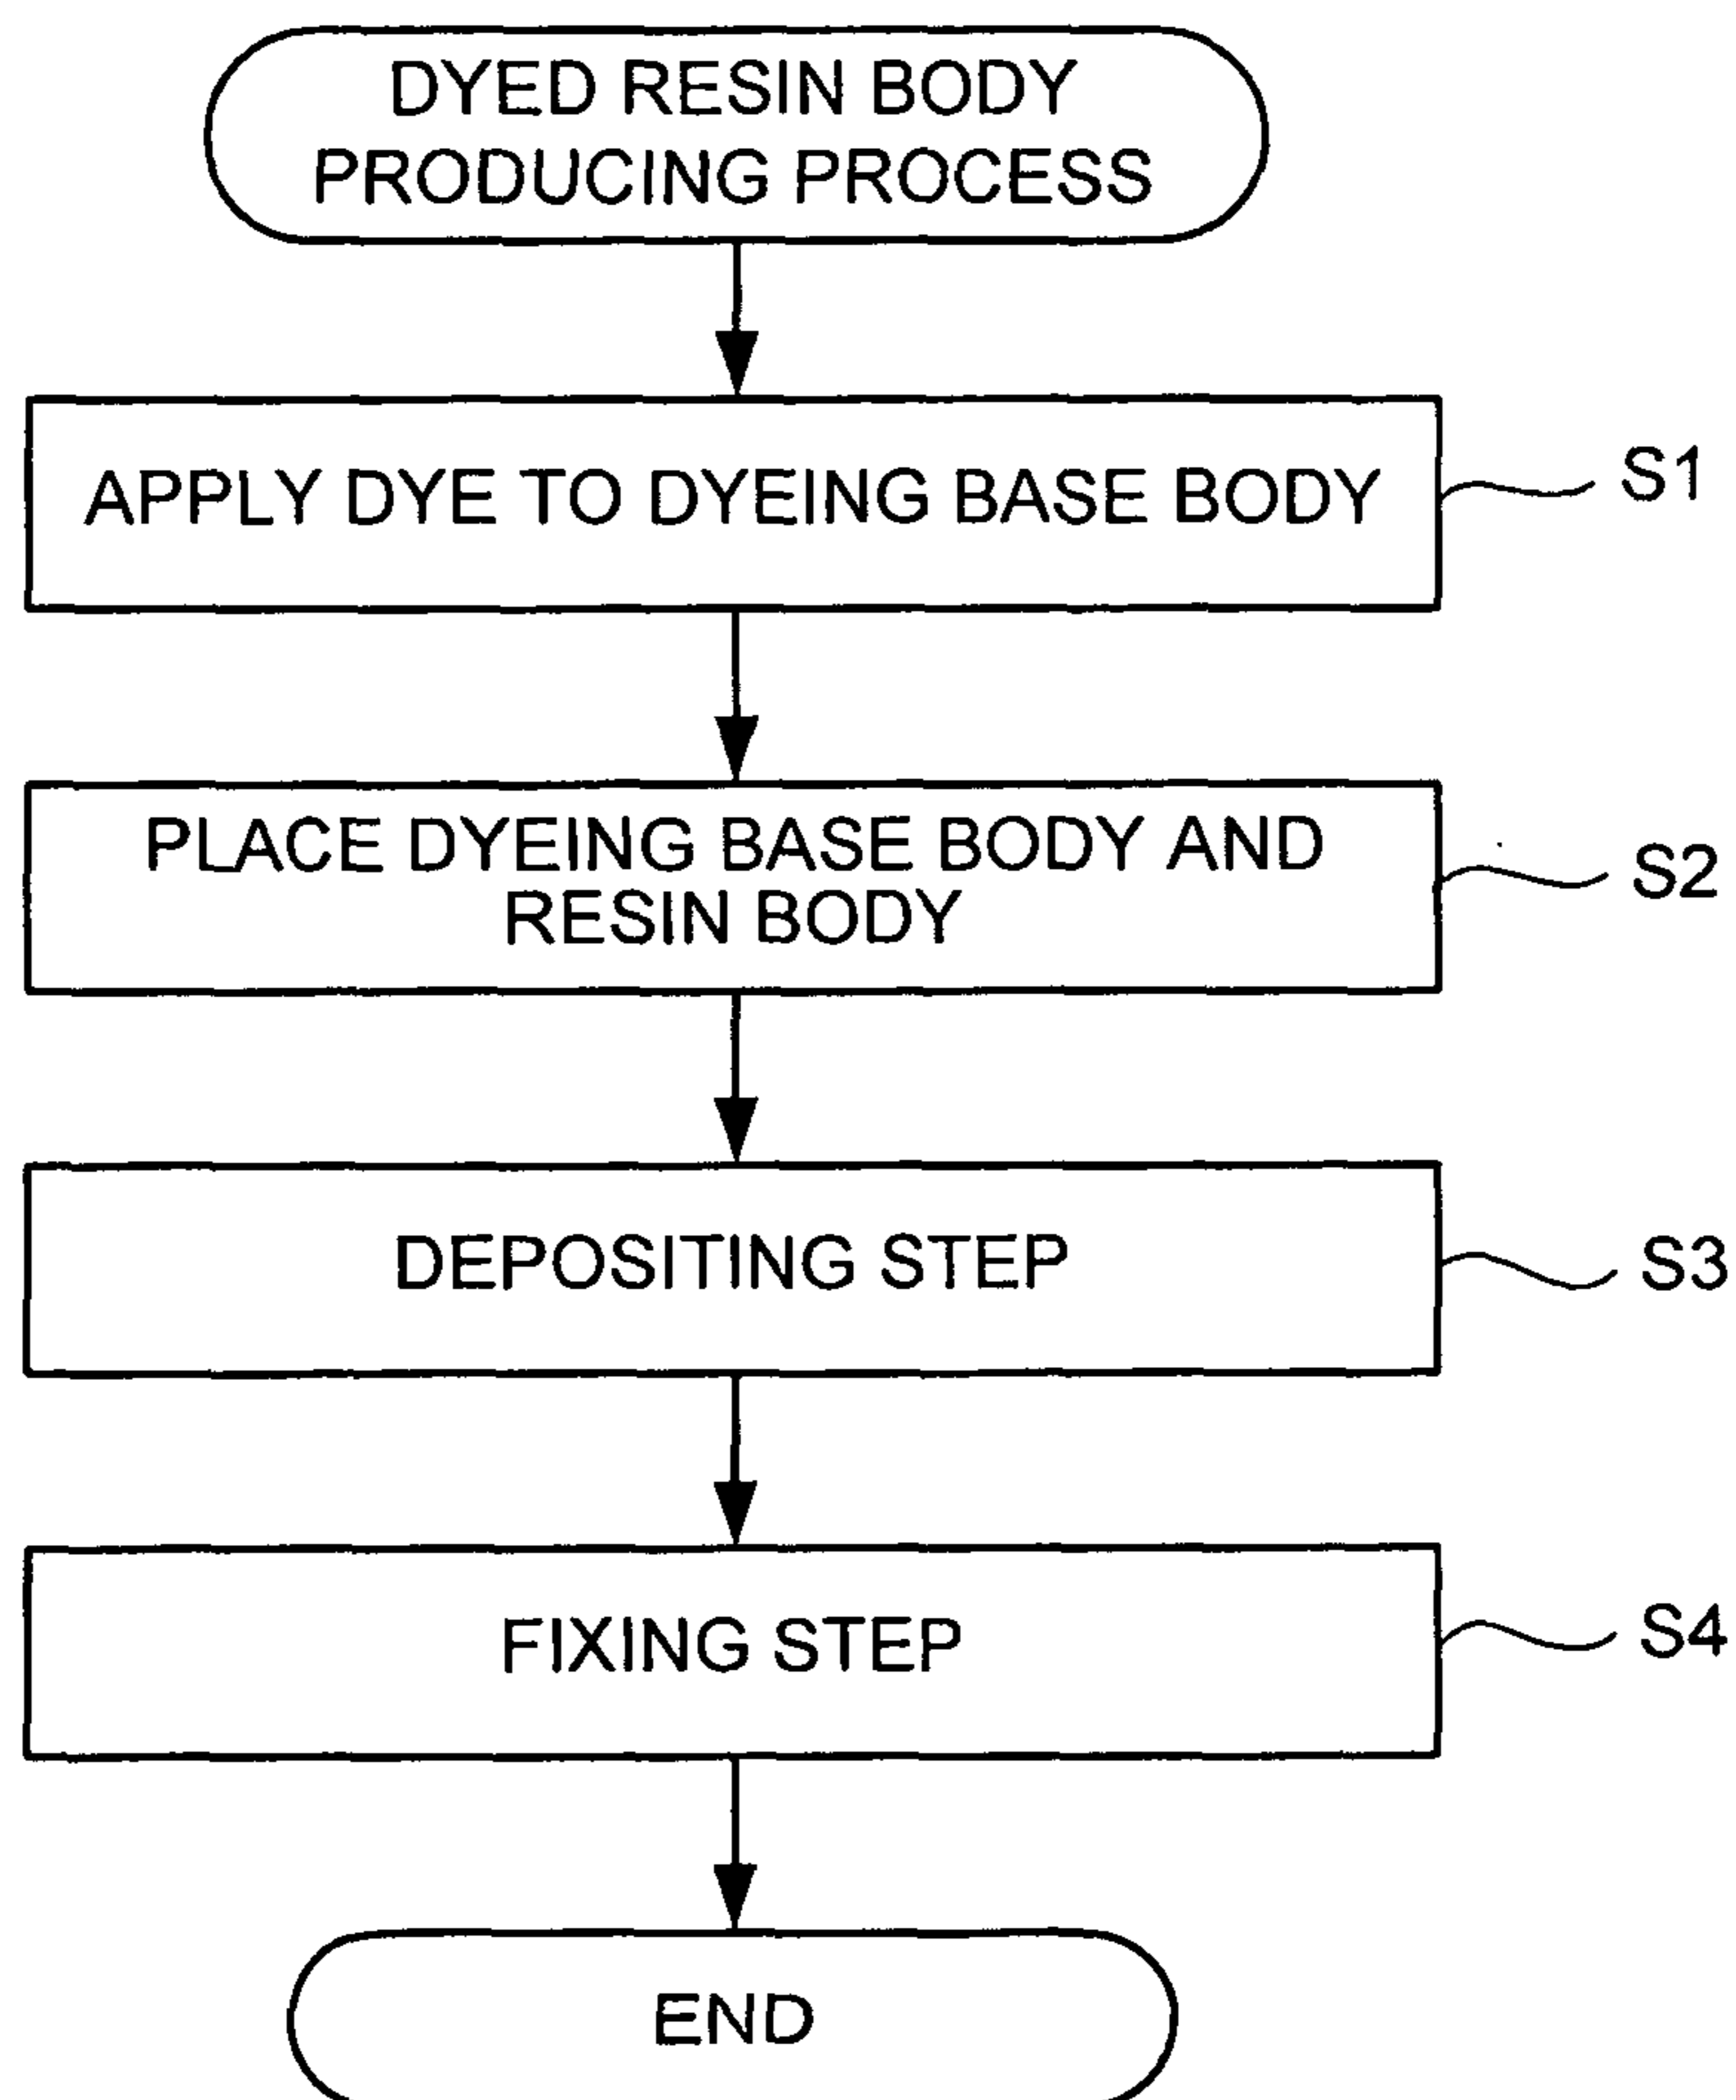 DYED RESIN BODY
PRODUCING PROCESS
APPLY DYE TO DYEING BASE BODY
S1
PLACE DYEING BASE BODY AND
RESIN BODY
S2
DEPOSITING STEP
S3
FIXING STEP
S4
END